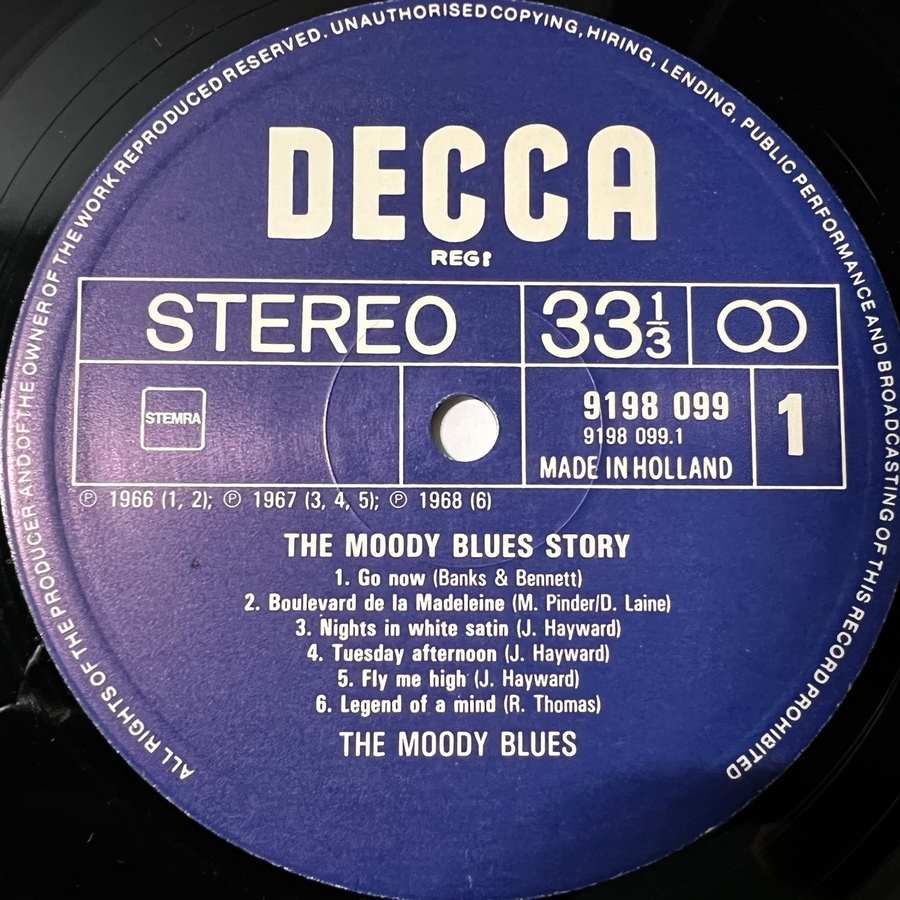 ALL RIGHTS OF THE PRODUCER AND OF THE OWNER OF THE WORK REPRODUCED RESERVED. UNAUTHORISED COPYING, HIRING, LENDING, PUBLIC PERFORMANCE AND BROADCASTING OF THIS RECORD PROHIBITED
DECCA
REGD
STEREO
33 1/3
STEMRA
9198 099
9198 099.1
MADE IN HOLLAND
1
℗ 1966 (1, 2); ℗ 1967 (3, 4, 5); ℗ 1968 (6)
THE MOODY BLUES STORY
1. Go now (Banks & Bennett)
2. Boulevard de la Madeleine (M. Pinder/D. Laine)
3. Nights in white satin (J. Hayward)
4. Tuesday afternoon (J. Hayward)
5. Fly me high (J. Hayward)
6. Legend of a mind (R. Thomas)
THE MOODY BLUES